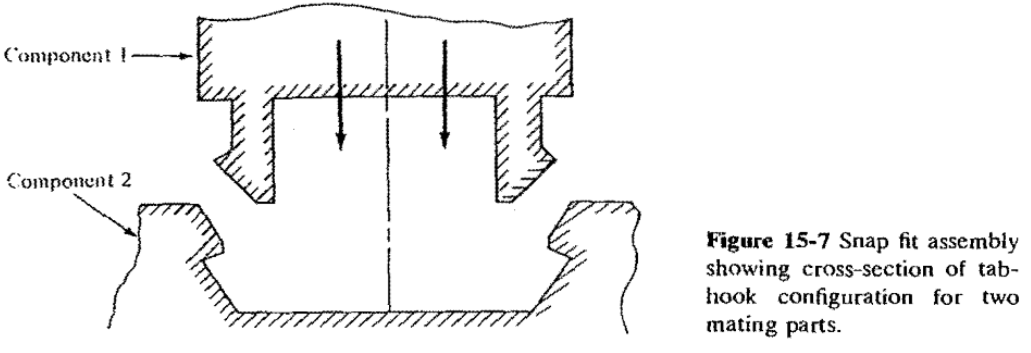 Component 1
Component 2
Figure 15-7 Snap fit assembly
showing cross-section of tab-
hook configuration for two
mating parts.